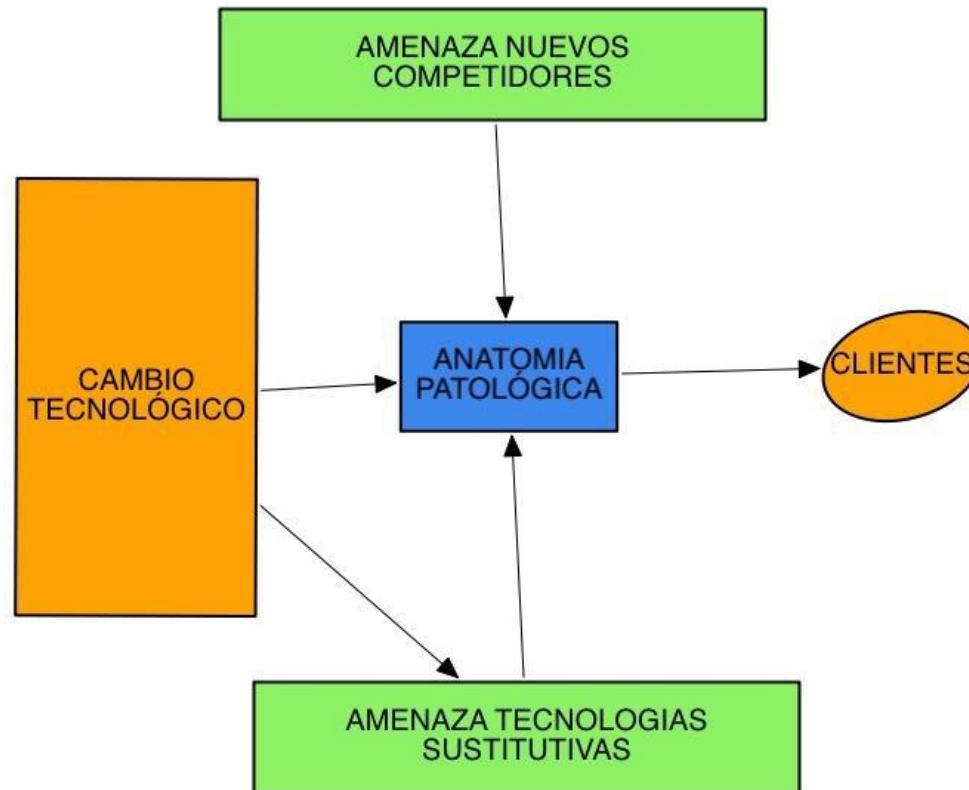 AMENAZA NUEVOS
COMPETIDORES
CAMBIO
TECNOLÓGICO
ANATOMIA
PATOLÓGICA
CLIENTES
AMENAZA TECNOLOGIAS
SUSTITUTIVAS